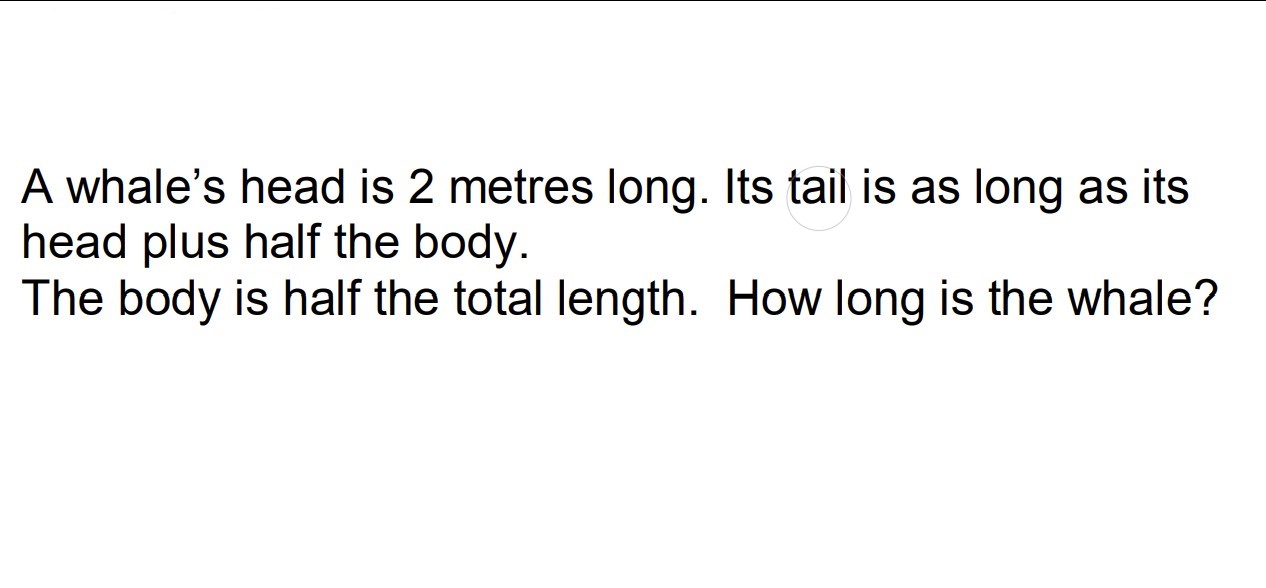 A whale’s head is 2 metres long. Its tail is as long as its
head plus half the body.
The body is half the total length.  How long is the whale?